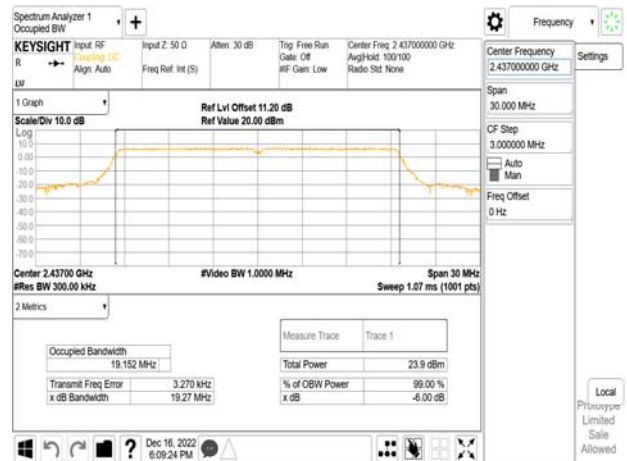 Spectrum Analyzer 1
Occupied BW
Frequency
KEYSIGHT
R
Input: RF
Coupling: DC
Align: Auto
Input Z: 50 Ω
Freq Ref: Int (S)
Atten: 30 dB
Trig: Free Run
Gate: Off
#IF Gain: Low
Center Freq: 2.437000000 GHz
Avg|Hold: 100/100
Radio Std: None
1 Graph
Scale/Div 10.0 dB
Ref Lvl Offset 11.20 dB
Ref Value 20.00 dBm
Log
10.0
0.00
-10.0
-20.0
-30.0
-40.0
-50.0
-60.0
-70.0
Center 2.43700 GHz
#Res BW 300.00 kHz
#Video BW 1.0000 MHz
Span 30 MHz
Sweep 1.07 ms (1001 pts)
2 Metrics
Measure Trace Trace 1
Occupied Bandwidth
19.152 MHz
Total Power 23.9 dBm
Transmit Freq Error 3.270 kHz
% of OBW Power 99.00 %
x dB Bandwidth 19.27 MHz
x dB -6.00 dB
Center Frequency
2.437000000 GHz
Settings
Span
30.000 MHz
CF Step
3.000000 MHz
Auto
Man
Freq Offset
0 Hz
Local
Prototype
Limited
Sale
Allowed
Dec 16, 2022
6:09:24 PM